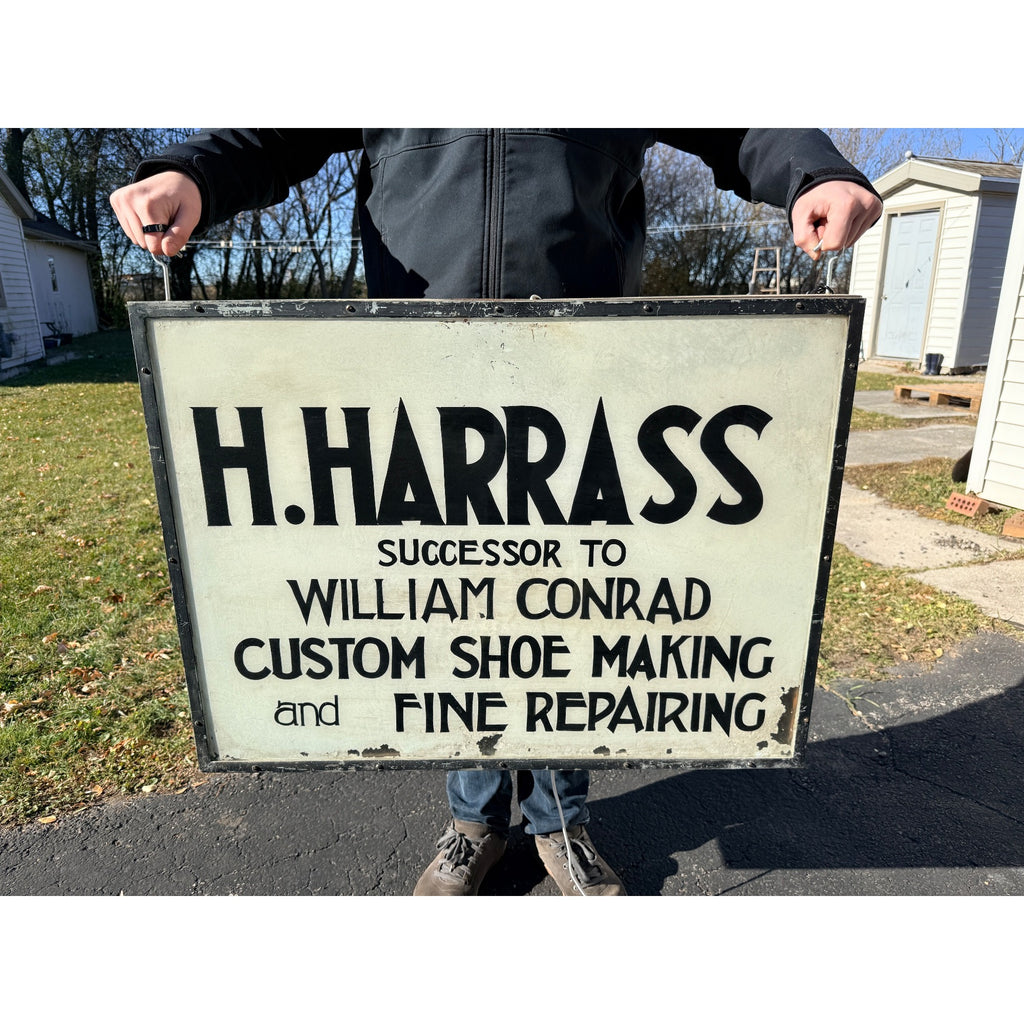 H. HARRASS
SUCCESSOR TO
WILLIAM CONRAD
CUSTOM SHOE MAKING
and FINE REPAIRING